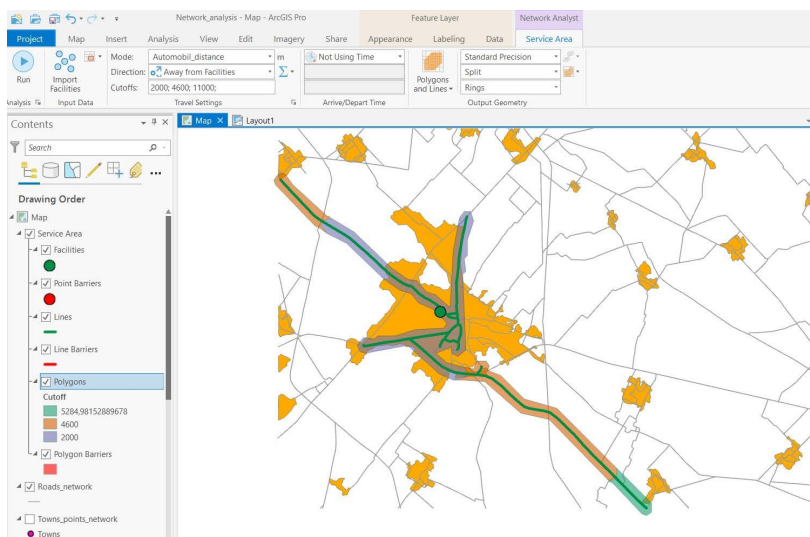 Network_analysis - Map - ArcGIS Pro
Feature Layer
Network Analyst
Project
Map
Insert
Analysis
View
Edit
Imagery
Share
Appearance
Labeling
Data
Service Area
Run
Import Facilities
Mode: Automobil_distance m
Direction: Away from Facilities
Cutoffs: 2000; 4600; 11000;
Not Using Time
Polygons and Lines
Standard Precision
Split
Rings
nalysis
Input Data
Travel Settings
Arrive/Depart Time
Output Geometry
Contents
Search
Drawing Order
Map
Service Area
Facilities
Point Barriers
Lines
Line Barriers
Polygons
Cutoff
5284,98152889678
4600
2000
Polygon Barriers
Roads_network
Towns_points_network
Towns
Map
Layout1